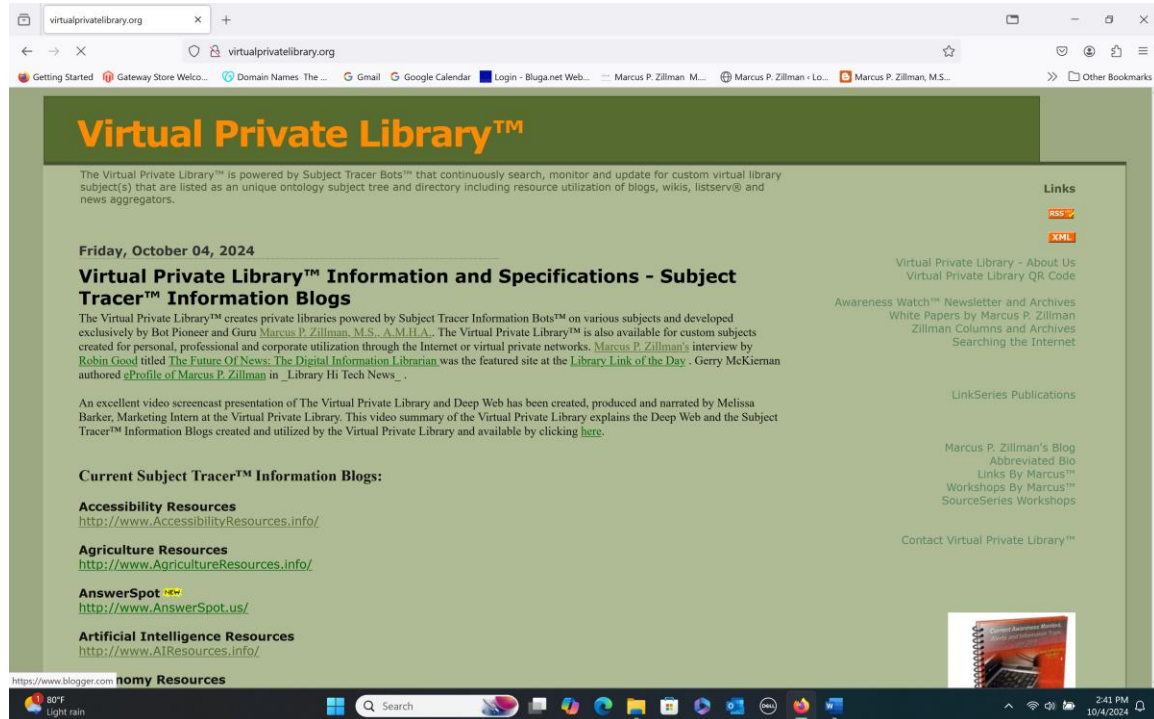 virtualprivatelibrary.org
virtualprivatelibrary.org
Getting Started Gateway Store Welco... Domain Names The ... Gmail Google Calendar Login - Bluga.net Web... Marcus P. Zillman M.... Marcus P. Zillman ‹ Lo... Marcus P. Zillman, M.S... Other Bookmarks
Virtual Private Library™
The Virtual Private Library™ is powered by Subject Tracer Bots™ that continuously search, monitor and update for custom virtual library
subject(s) that are listed as an unique ontology subject tree and directory including resource utilization of blogs, wikis, listserv® and
news aggregators.
Friday, October 04, 2024
Virtual Private Library™ Information and Specifications - Subject
Tracer™ Information Blogs
The Virtual Private Library™ creates private libraries powered by Subject Tracer Information Bots™ on various subjects and developed
exclusively by Bot Pioneer and Guru Marcus P. Zillman, M.S., A.M.H.A.. The Virtual Private Library™ is also available for custom subjects
created for personal, professional and corporate utilization through the Internet or virtual private networks. Marcus P. Zillman's interview by
Robin Good titled The Future Of News: The Digital Information Librarian was the featured site at the Library Link of the Day . Gerry McKiernan
authored eProfile of Marcus P. Zillman in _Library Hi Tech News_ .
An excellent video screencast presentation of The Virtual Private Library and Deep Web has been created, produced and narrated by Melissa
Barker, Marketing Intern at the Virtual Private Library. This video summary of the Virtual Private Library explains the Deep Web and the Subject
Tracer™ Information Blogs created and utilized by the Virtual Private Library and available by clicking here.
Current Subject Tracer™ Information Blogs:
Accessibility Resources
http://www.AccessibilityResources.info/
Agriculture Resources
http://www.AgricultureResources.info/
AnswerSpot NEW
http://www.AnswerSpot.us/
Artificial Intelligence Resources
http://www.AIResources.info/
nomy Resources
https://www.blogger.com
Links
RSS
XML
Virtual Private Library - About Us
Virtual Private Library QR Code
Awareness Watch™ Newsletter and Archives
White Papers by Marcus P. Zillman
Zillman Columns and Archives
Searching the Internet
LinkSeries Publications
Marcus P. Zillman's Blog
Abbreviated Bio
Links By Marcus™
Workshops By Marcus™
SourceSeries Workshops
Contact Virtual Private Library™
1
80°F
Light rain
Search
DELL
2:41 PM
10/4/2024